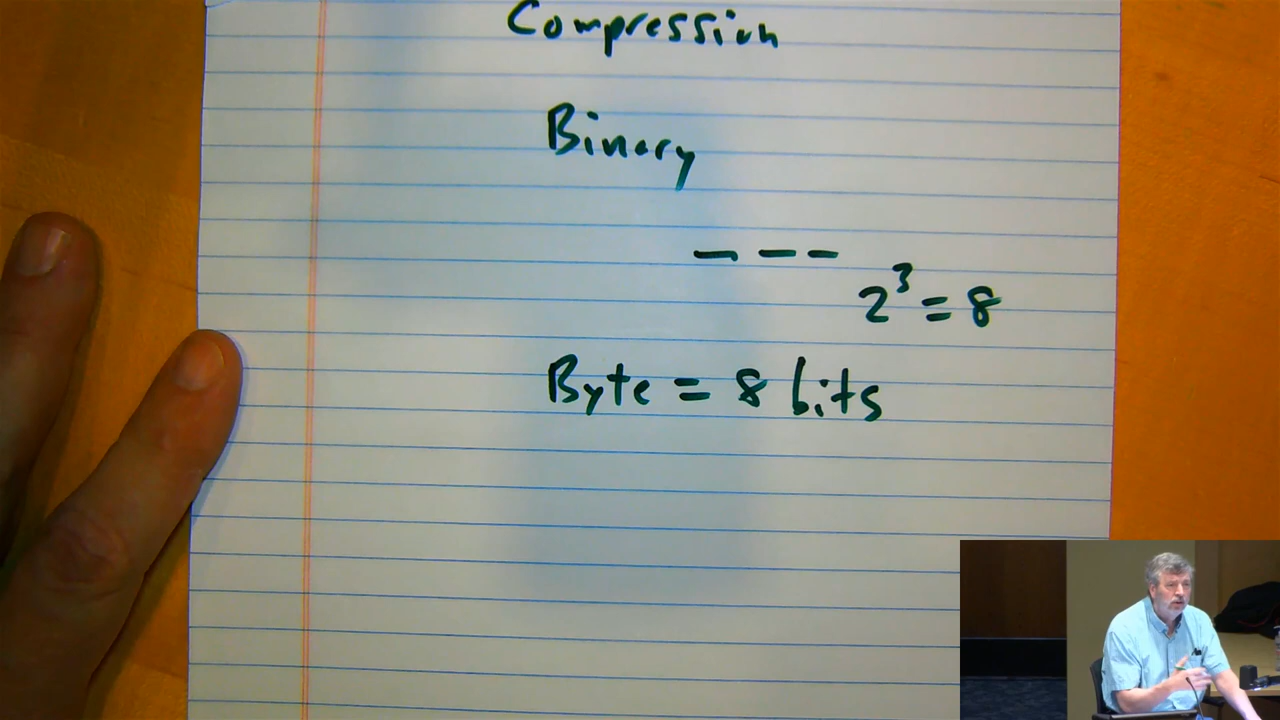 Compression
Binary
_ _ _
2³ = 8
Byte = 8 bits